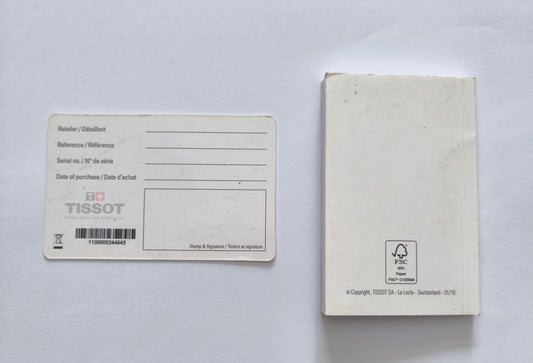 Retailer / Détaillant
Reference / Référence
Serial no. / N° de série
Date of purchase / Date d'achat
T+
TISSOT
1100800344645
Stamp & Signature / Timbre et signature
FSC
MIX
Paper
© Copyright, TISSOT SA - Le Locle - Switzerland - 01/16